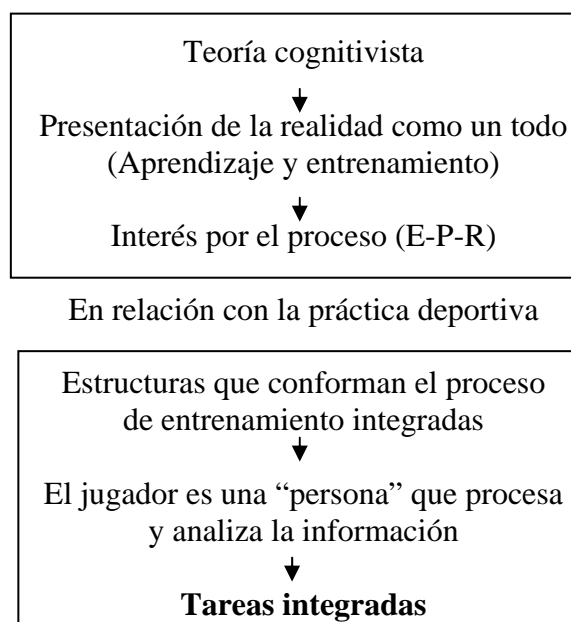 Teoría cognitivista
Presentación de la realidad como un todo
(Aprendizaje y entrenamiento)
Interés por el proceso (E-P-R)
En relación con la práctica deportiva
Estructuras que conforman el proceso
de entrenamiento integradas
El jugador es una “persona” que procesa
y analiza la información
Tareas integradas